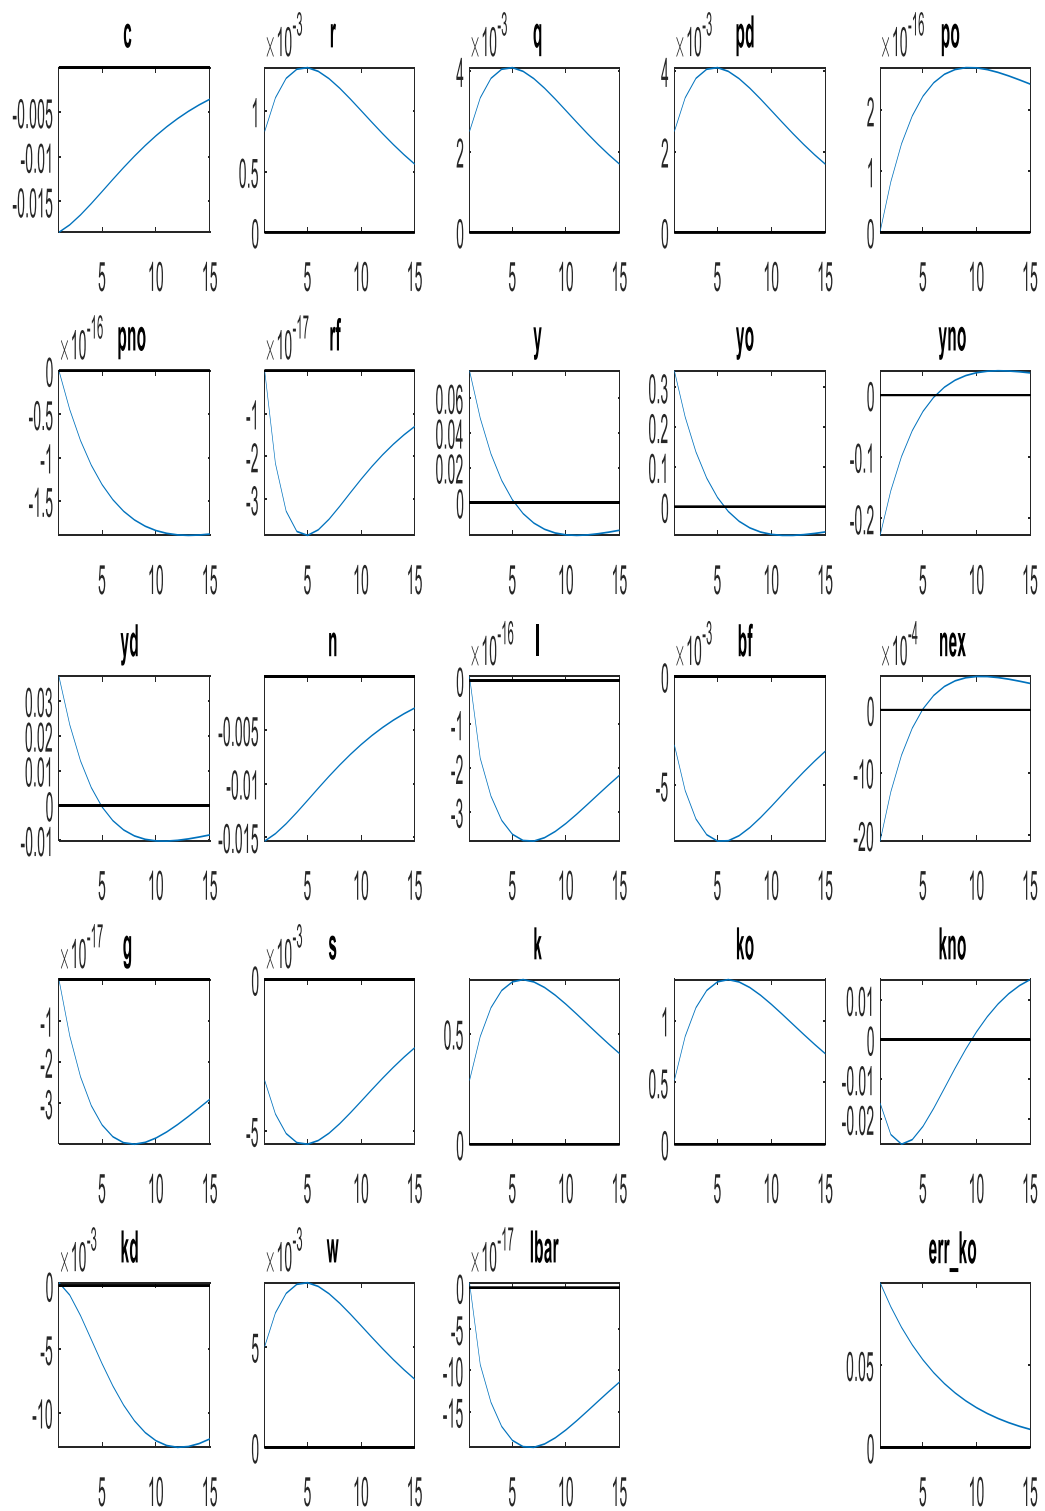 c
-0.005
-0.01
-0.015
5 10 15
×10^-3 r
1
0.5
0
5 10 15
×10^-3 q
4
2
0
5 10 15
×10^-3 pd
4
2
0
5 10 15
×10^-16 po
2
1
0
5 10 15
×10^-16 pno
0
-0.5
-1
-1.5
5 10 15
×10^-17 rf
-1
-2
-3
5 10 15
y
0.06
0.04
0.02
0
5 10 15
yo
0.3
0.2
0.1
0
5 10 15
yno
0
-0.1
-0.2
5 10 15
yd
0.03
0.02
0.01
0
-0.01
5 10 15
n
-0.005
-0.01
-0.015
5 10 15
×10^-16 l
0
-1
-2
-3
5 10 15
×10^-3 bf
0
-5
5 10 15
×10^-4 nex
0
-10
-20
5 10 15
×10^-17 g
-1
-2
-3
5 10 15
×10^-3 s
0
-5
5 10 15
k
0.5
0
5 10 15
ko
1
0.5
0
5 10 15
kno
0.01
0
-0.01
-0.02
5 10 15
×10^-3 kd
0
-5
-10
5 10 15
×10^-3 w
5
0
5 10 15
×10^-17 lbar
0
-5
-10
-15
5 10 15
err_ko
0.05
0
5 10 15